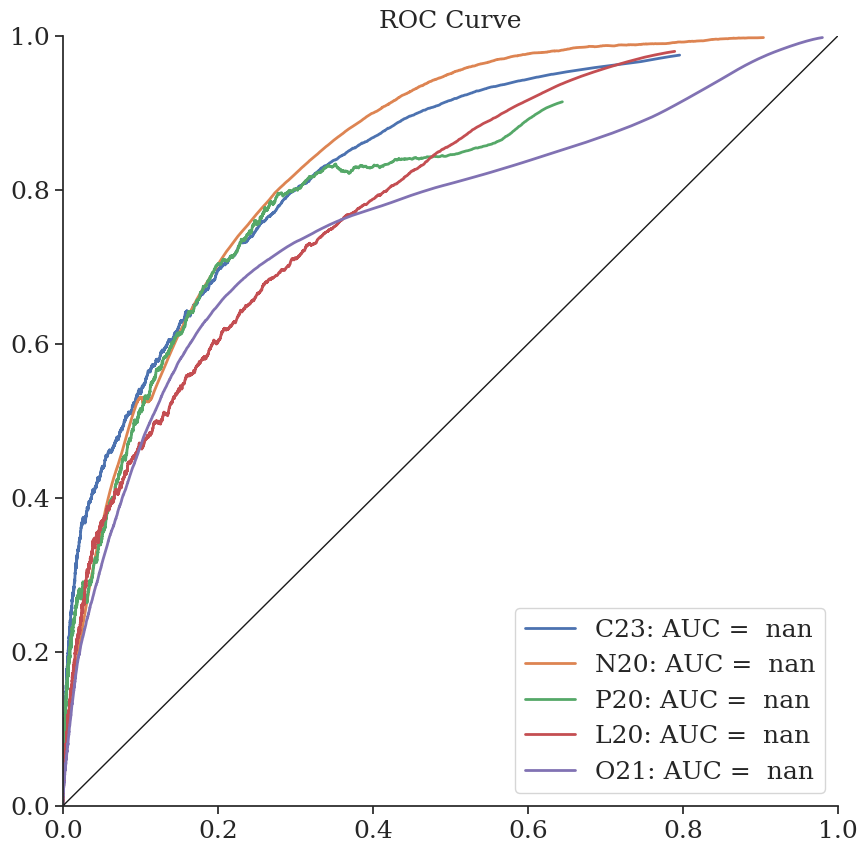 ROC Curve
1.0
0.8
0.6
0.4
0.2
0.0
0.0 0.2 0.4 0.6 0.8 1.0
C23: AUC = nan
N20: AUC = nan
P20: AUC = nan
L20: AUC = nan
O21: AUC = nan